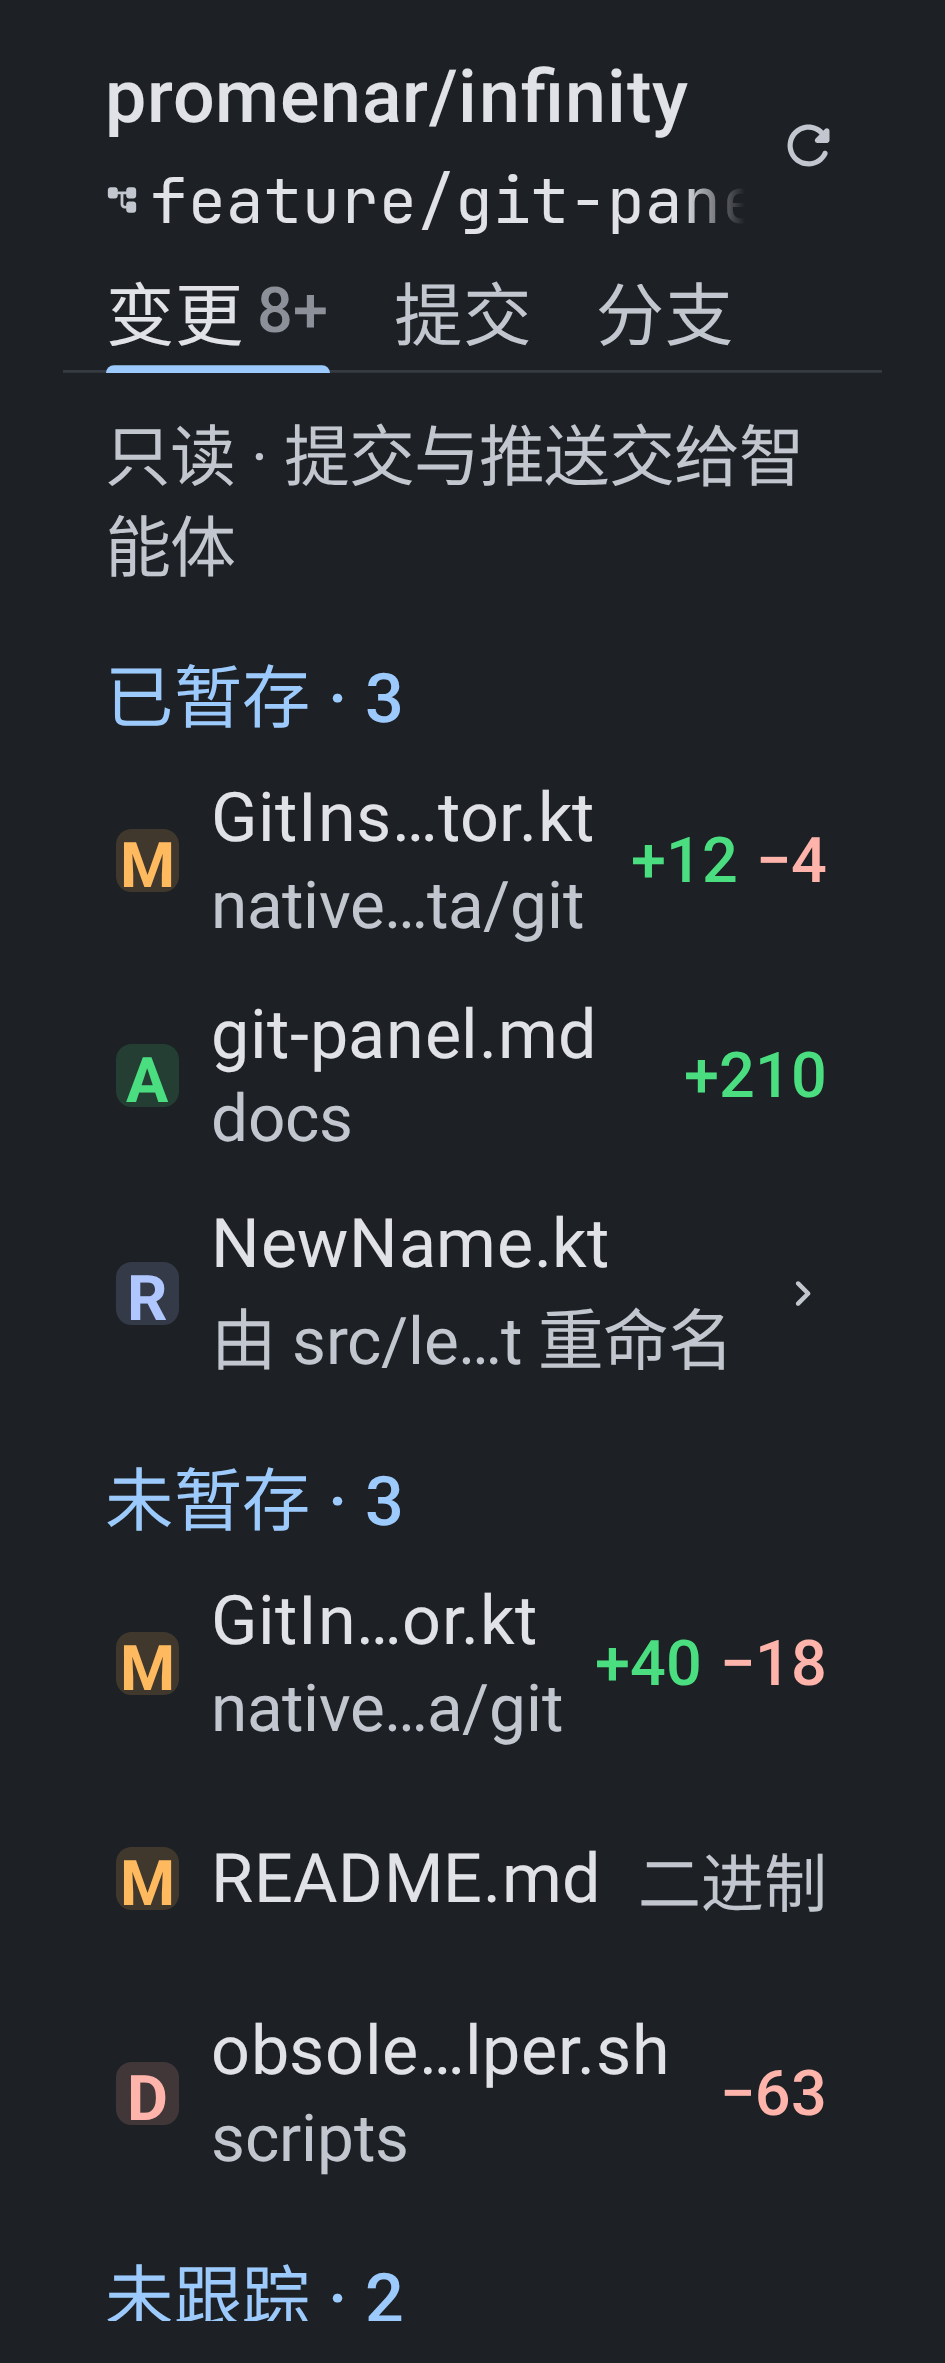 promenar/infinity
feature/git-pane
变更 8+ 提交 分支
只读 · 提交与推送交给智
能体
已暂存 · 3
M GitIns…tor.kt +12 −4
native…ta/git
A git-panel.md +210
docs
R NewName.kt
由 src/le…t 重命名
未暂存 · 3
M GitIn…or.kt +40 −18
native…a/git
M README.md 二进制
D obsole…lper.sh −63
scripts
未跟踪 · 2